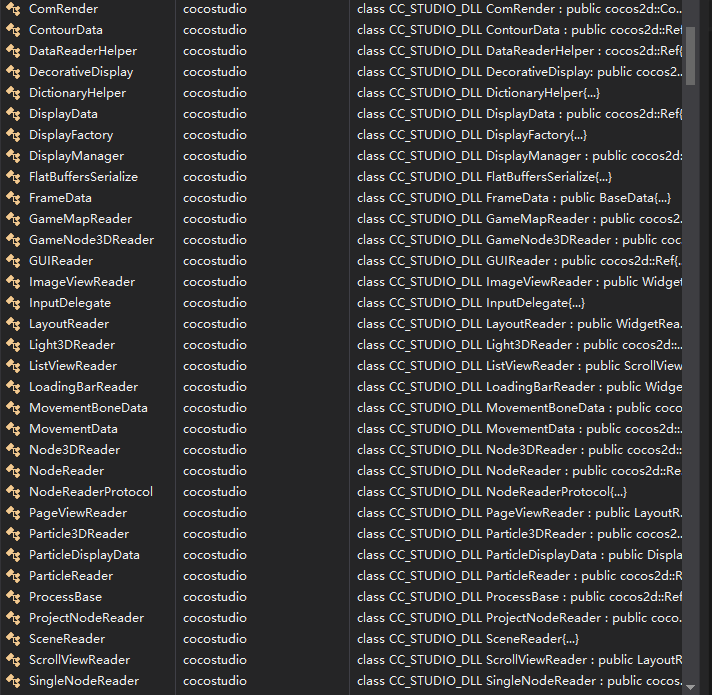 ComRender cocostudio class CC_STUDIO_DLL ComRender : public cocos2d::Co...
ContourData cocostudio class CC_STUDIO_DLL ContourData : public cocos2d::Ref{
DataReaderHelper cocostudio class CC_STUDIO_DLL DataReaderHelper : cocos2d::Ref{
DecorativeDisplay cocostudio class CC_STUDIO_DLL DecorativeDisplay: public cocos2...
DictionaryHelper cocostudio class CC_STUDIO_DLL DictionaryHelper{...}
DisplayData cocostudio class CC_STUDIO_DLL DisplayData : public cocos2d::Ref{
DisplayFactory cocostudio class CC_STUDIO_DLL DisplayFactory{...}
DisplayManager cocostudio class CC_STUDIO_DLL DisplayManager : public cocos2d:
FlatBuffersSerialize cocostudio class CC_STUDIO_DLL FlatBuffersSerialize{...}
FrameData cocostudio class CC_STUDIO_DLL FrameData : public BaseData{...}
GameMapReader cocostudio class CC_STUDIO_DLL GameMapReader : public cocos2...
GameNode3DReader cocostudio class CC_STUDIO_DLL GameNode3DReader : public coc
GUIReader cocostudio class CC_STUDIO_DLL GUIReader : public cocos2d::Ref{...
ImageViewReader cocostudio class CC_STUDIO_DLL ImageViewReader : public Widget
InputDelegate cocostudio class CC_STUDIO_DLL InputDelegate{...}
LayoutReader cocostudio class CC_STUDIO_DLL LayoutReader : public WidgetRea...
Light3DReader cocostudio class CC_STUDIO_DLL Light3DReader : public cocos2d::...
ListViewReader cocostudio class CC_STUDIO_DLL ListViewReader : public ScrollView
LoadingBarReader cocostudio class CC_STUDIO_DLL LoadingBarReader : public Widge
MovementBoneData cocostudio class CC_STUDIO_DLL MovementBoneData : public coco
MovementData cocostudio class CC_STUDIO_DLL MovementData : public cocos2d::...
Node3DReader cocostudio class CC_STUDIO_DLL Node3DReader : public cocos2d::
NodeReader cocostudio class CC_STUDIO_DLL NodeReader : public cocos2d::Re...
NodeReaderProtocol cocostudio class CC_STUDIO_DLL NodeReaderProtocol{...}
PageViewReader cocostudio class CC_STUDIO_DLL PageViewReader : public LayoutR...
Particle3DReader cocostudio class CC_STUDIO_DLL Particle3DReader : public cocos2...
ParticleDisplayData cocostudio class CC_STUDIO_DLL ParticleDisplayData : public Displa
ParticleReader cocostudio class CC_STUDIO_DLL ParticleReader : public cocos2d::R
ProcessBase cocostudio class CC_STUDIO_DLL ProcessBase : public cocos2d::Ref
ProjectNodeReader cocostudio class CC_STUDIO_DLL ProjectNodeReader : public coco...
SceneReader cocostudio class CC_STUDIO_DLL SceneReader{...}
ScrollViewReader cocostudio class CC_STUDIO_DLL ScrollViewReader : public LayoutR
SingleNodeReader cocostudio class CC_STUDIO_DLL SingleNodeReader : public cocos...